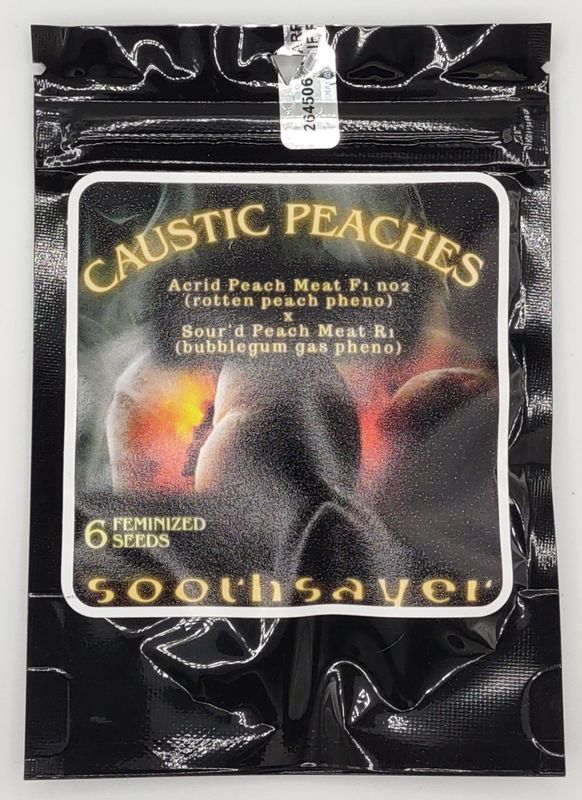 264506
CAUSTIC PEACHES
Acrid Peach Meat F1 no2
(rotten peach pheno)
x
Sour'd Peach Meat R1
(bubblegum gas pheno)
6 FEMINIZED
SEEDS
soothsayer